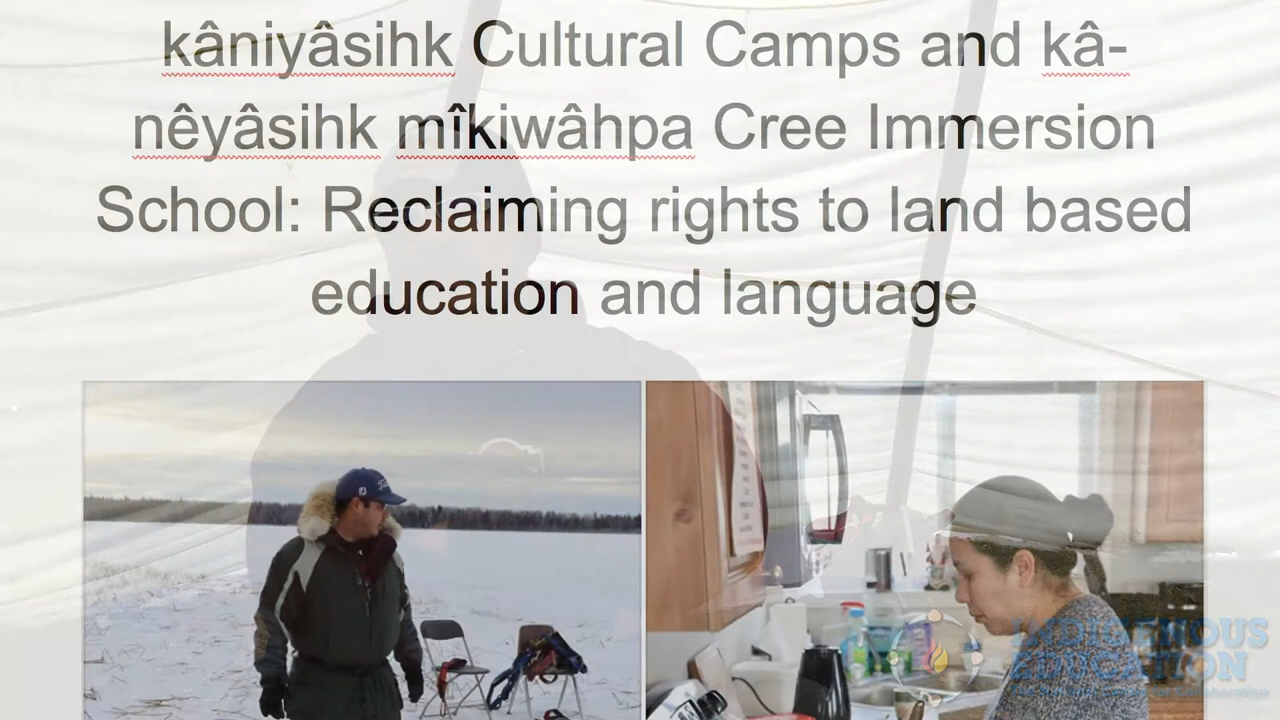 kâniyâsihk Cultural Camps and kâ-
nêyâsihk mîkiwâhpa Cree Immersion
School: Reclaiming rights to land based
education and language
INDIGENOUS
EDUCATION